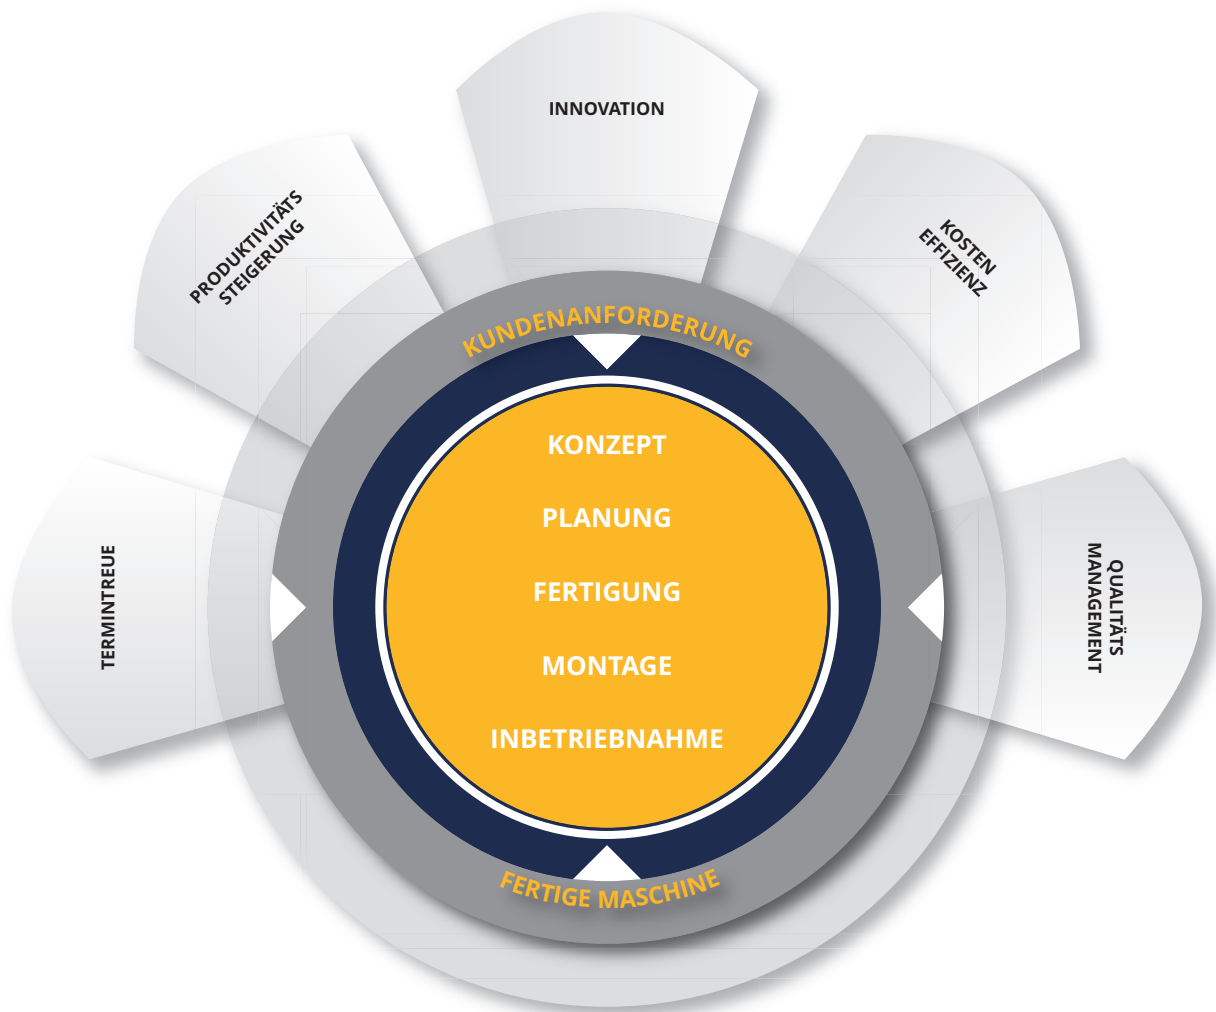 INNOVATION
PRODUKTIVITÄTS
STEIGERUNG
KOSTEN
EFFIZIENZ
TERMINTREUE
QUALITÄTS
MANAGEMENT
KUNDENANFORDERUNG
KONZEPT
PLANUNG
FERTIGUNG
MONTAGE
INBETRIEBNAHME
FERTIGE MASCHINE